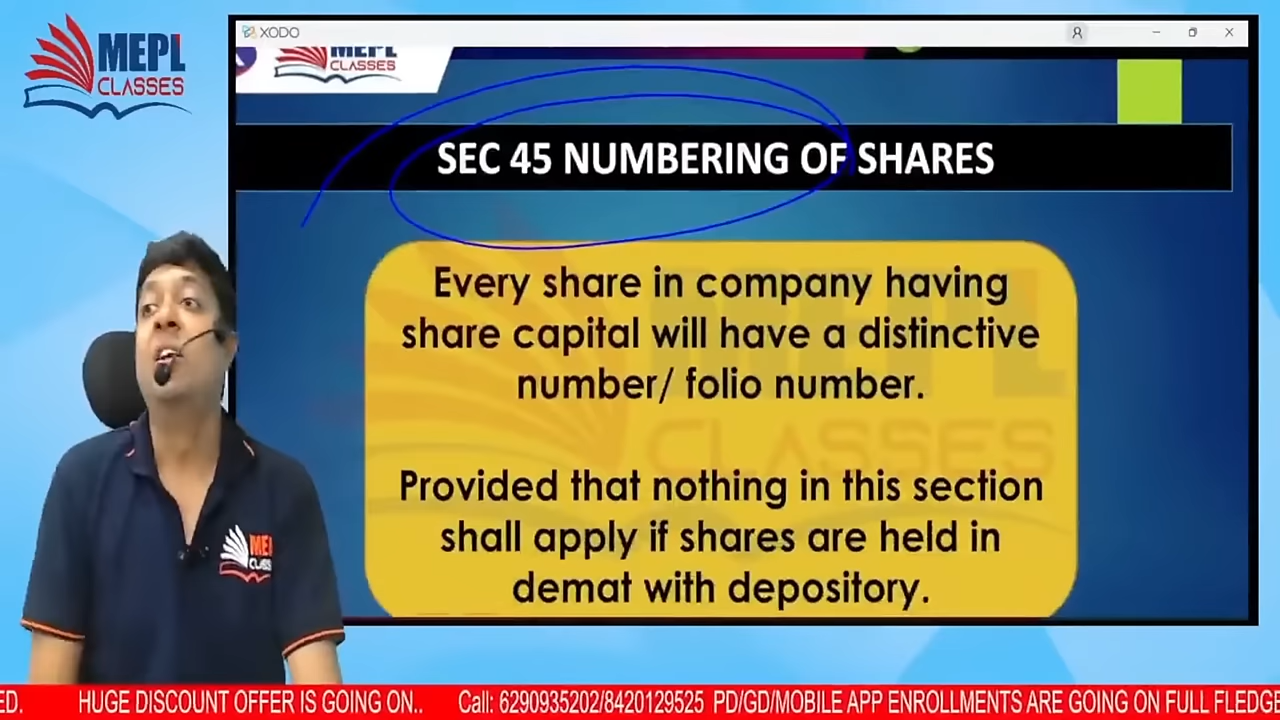 MEPL
CLASSES
XODO
MEPL
CLASSES
SEC 45 NUMBERING OF SHARES
Every share in company having
share capital will have a distinctive
number/ folio number.
Provided that nothing in this section
shall apply if shares are held in
demat with depository.
MEPL
CLASSES
ED. HUGE DISCOUNT OFFER IS GOING ON.. Call: 6290935202/8420129525 PD/GD/MOBILE APP ENROLLMENTS ARE GOING ON FULL FLEDGE